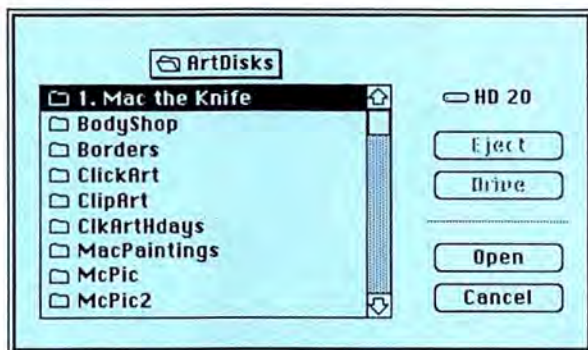 ArtDisks
1. Mac the Knife
BodyShop
Borders
ClickArt
ClipArt
ClkArtHdays
MacPaintings
McPic
McPic2
HD 20
Eject
Drive
Open
Cancel